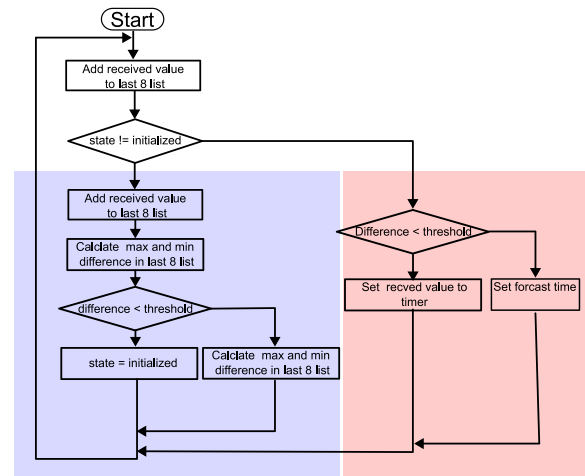 Start
Add received value
to last 8 list
state != initialized
Add received value
to last 8 list
Calclate max and min
difference in last 8 list
difference < threshold
state = initialized
Calclate max and min
difference in last 8 list
Difference < threshold
Set recved value to
timer
Set forcast time